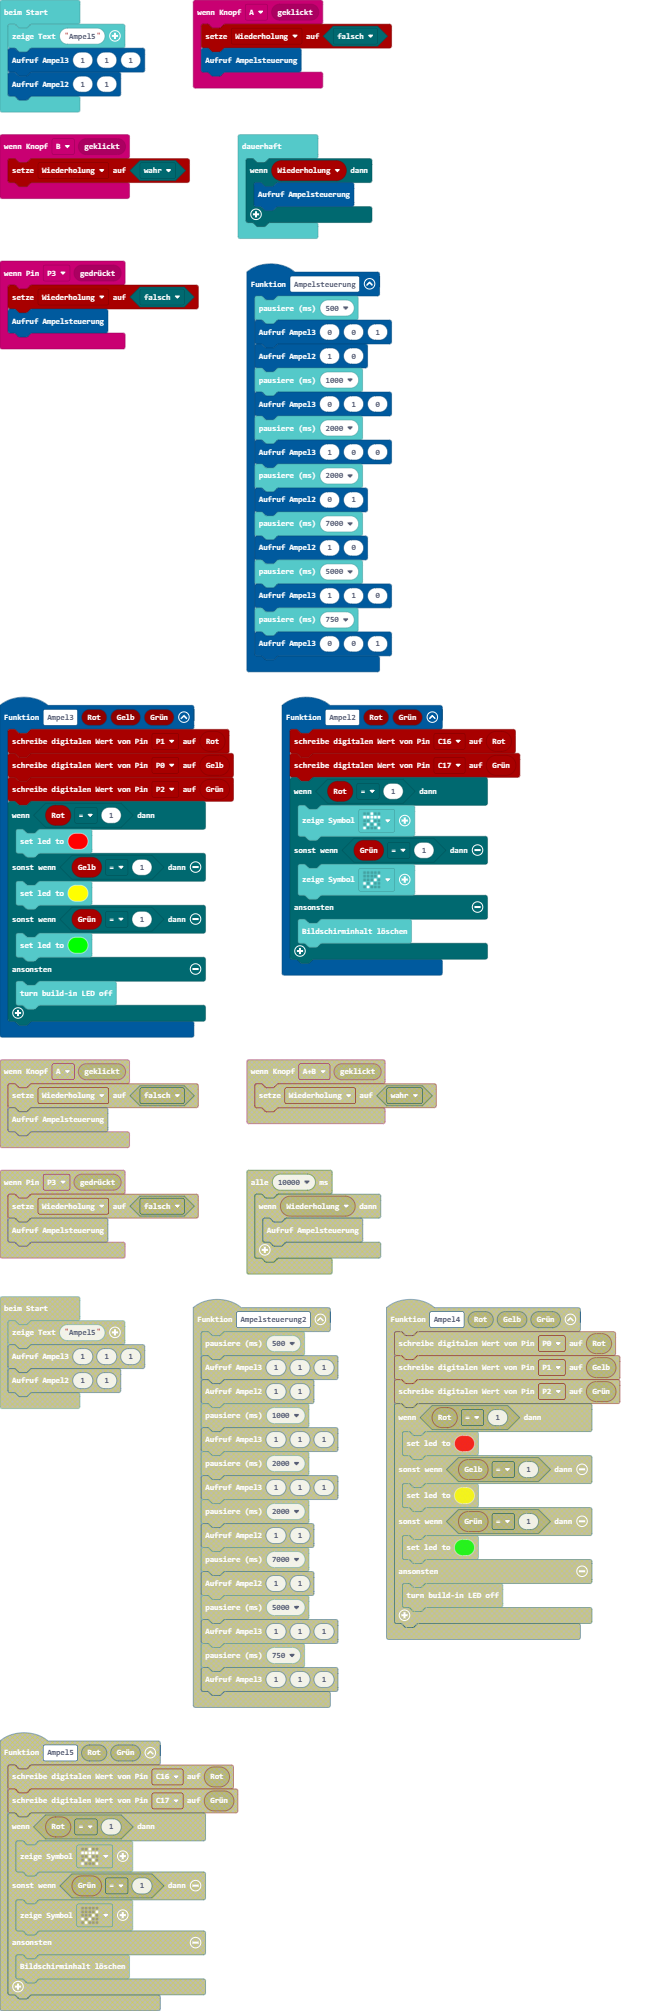 beim Start
zeige Text "Ampel5"
Aufruf Ampel3 1 1 1
Aufruf Ampel2 1 1
wenn Knopf A geklickt
setze Wiederholung auf falsch
Aufruf Ampelsteuerung
wenn Knopf B geklickt
setze Wiederholung auf wahr
dauerhaft
wenn Wiederholung dann
Aufruf Ampelsteuerung
wenn Pin P3 gedrückt
setze Wiederholung auf falsch
Aufruf Ampelsteuerung
Funktion Ampelsteuerung
pausiere (ms) 500
Aufruf Ampel3 0 0 1
Aufruf Ampel2 1 0
pausiere (ms) 1000
Aufruf Ampel3 0 1 0
pausiere (ms) 2000
Aufruf Ampel3 1 0 0
pausiere (ms) 2000
Aufruf Ampel2 0 1
pausiere (ms) 7000
Aufruf Ampel2 1 0
pausiere (ms) 5000
Aufruf Ampel3 1 1 0
pausiere (ms) 750
Aufruf Ampel3 0 0 1
Funktion Ampel3 Rot Gelb Grün
schreibe digitalen Wert von Pin P1 auf Rot
schreibe digitalen Wert von Pin P0 auf Gelb
schreibe digitalen Wert von Pin P2 auf Grün
wenn Rot = 1 dann
set led to
sonst wenn Gelb = 1 dann
set led to
sonst wenn Grün = 1 dann
set led to
ansonsten
turn build-in LED off
Funktion Ampel2 Rot Grün
schreibe digitalen Wert von Pin C16 auf Rot
schreibe digitalen Wert von Pin C17 auf Grün
wenn Rot = 1 dann
zeige Symbol
sonst wenn Grün = 1 dann
zeige Symbol
ansonsten
Bildschirminhalt löschen
wenn Knopf A geklickt
setze Wiederholung auf falsch
Aufruf Ampelsteuerung
wenn Knopf A+B geklickt
setze Wiederholung auf wahr
wenn Pin P3 gedrückt
setze Wiederholung auf falsch
Aufruf Ampelsteuerung
alle 10000 ms
wenn Wiederholung dann
Aufruf Ampelsteuerung
beim Start
zeige Text "Ampel5"
Aufruf Ampel3 1 1 1
Aufruf Ampel2 1 1
Funktion Ampelsteuerung2
pausiere (ms) 500
Aufruf Ampel3 1 1 1
Aufruf Ampel2 1 1
pausiere (ms) 1000
Aufruf Ampel3 1 1 1
pausiere (ms) 2000
Aufruf Ampel3 1 1 1
pausiere (ms) 2000
Aufruf Ampel2 1 1
pausiere (ms) 7000
Aufruf Ampel2 1 1
pausiere (ms) 5000
Aufruf Ampel3 1 1 1
pausiere (ms) 750
Aufruf Ampel3 1 1 1
Funktion Ampel4 Rot Gelb Grün
schreibe digitalen Wert von Pin P0 auf Rot
schreibe digitalen Wert von Pin P1 auf Gelb
schreibe digitalen Wert von Pin P2 auf Grün
wenn Rot = 1 dann
set led to
sonst wenn Gelb = 1 dann
set led to
sonst wenn Grün = 1 dann
set led to
ansonsten
turn build-in LED off
Funktion Ampel5 Rot Grün
schreibe digitalen Wert von Pin C16 auf Rot
schreibe digitalen Wert von Pin C17 auf Grün
wenn Rot = 1 dann
zeige Symbol
sonst wenn Grün = 1 dann
zeige Symbol
ansonsten
Bildschirminhalt löschen